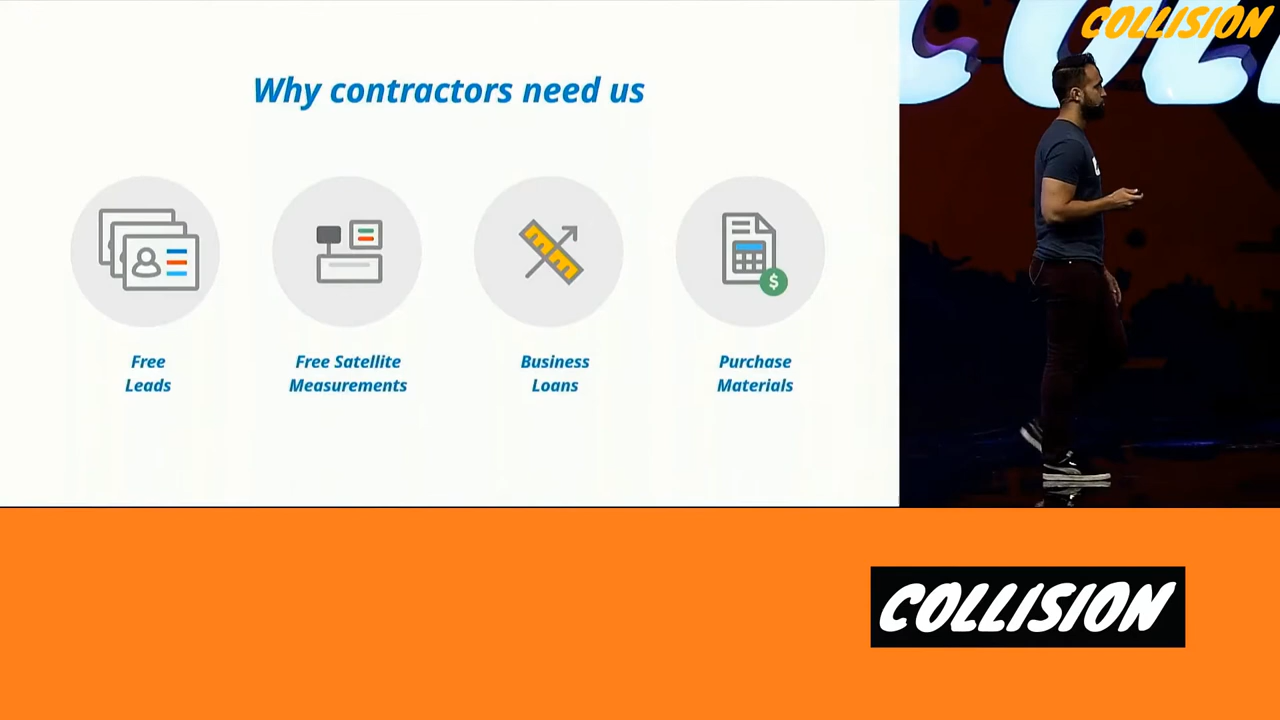 COLLISION
Why contractors need us
$
Free
Leads
Free Satellite
Measurements
Business
Loans
Purchase
Materials
COLLISION